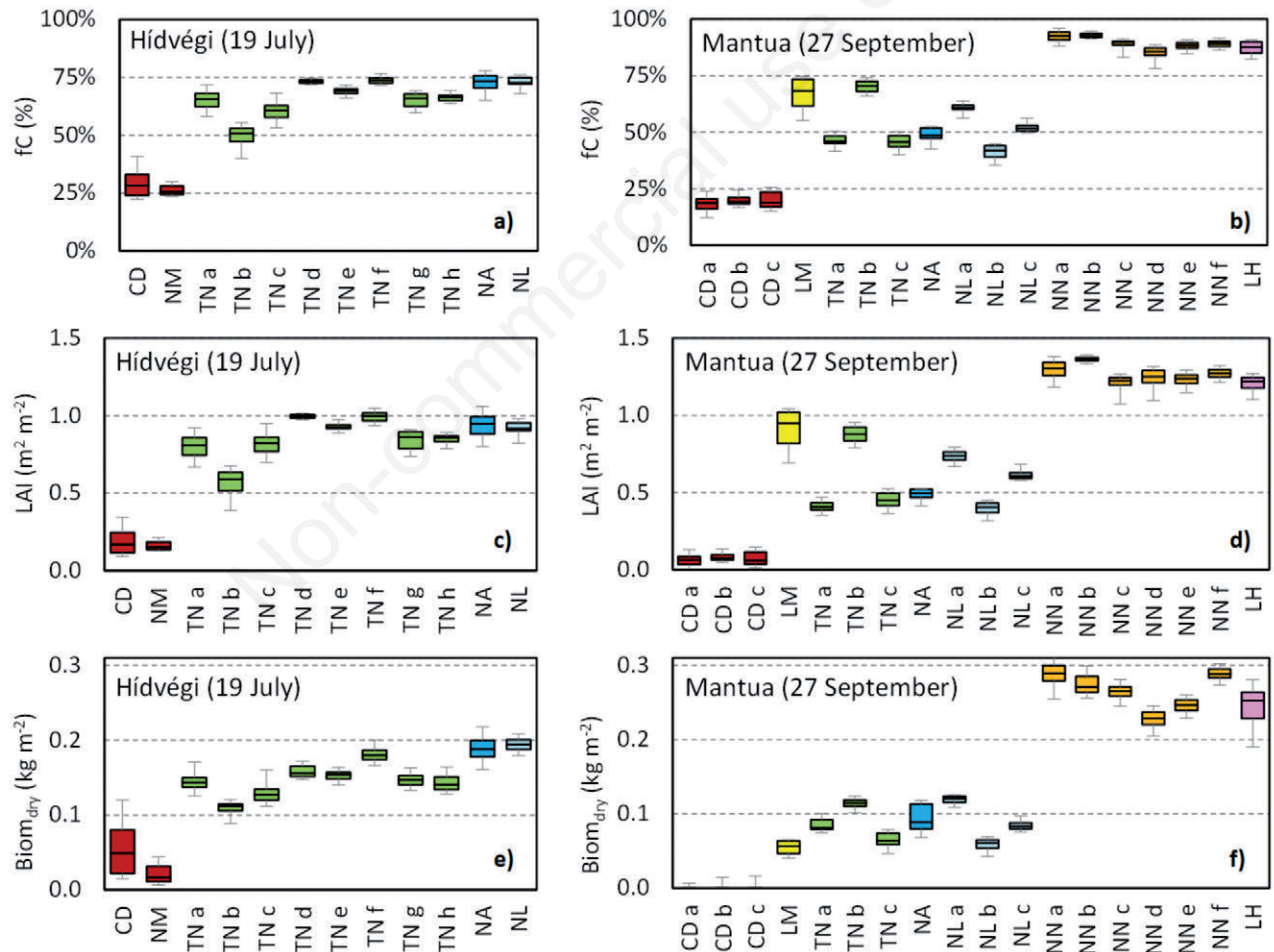 Hídvégi (19 July)
fC (%)
100%
75%
50%
25%
0%
a)
CD
NM
TN a
TN b
TN c
TN d
TN e
TN f
TN g
TN h
NA
NL
Mantua (27 September)
fC (%)
100%
75%
50%
25%
0%
b)
CD a
CD b
CD c
LM
TN a
TN b
TN c
NA
NL a
NL b
NL c
NN a
NN b
NN c
NN d
NN e
NN f
LH
Hídvégi (19 July)
LAI (m² m⁻²)
1.5
1.0
0.5
0.0
c)
CD
NM
TN a
TN b
TN c
TN d
TN e
TN f
TN g
TN h
NA
NL
Mantua (27 September)
LAI (m² m⁻²)
1.5
1.0
0.5
0.0
d)
CD a
CD b
CD c
LM
TN a
TN b
TN c
NA
NL a
NL b
NL c
NN a
NN b
NN c
NN d
NN e
NN f
LH
Hídvégi (19 July)
Biom_dry (kg m⁻²)
0.3
0.2
0.1
0.0
e)
CD
NM
TN a
TN b
TN c
TN d
TN e
TN f
TN g
TN h
NA
NL
Mantua (27 September)
Biom_dry (kg m⁻²)
0.3
0.2
0.1
0.0
f)
CD a
CD b
CD c
LM
TN a
TN b
TN c
NA
NL a
NL b
NL c
NN a
NN b
NN c
NN d
NN e
NN f
LH
Non-commercial use